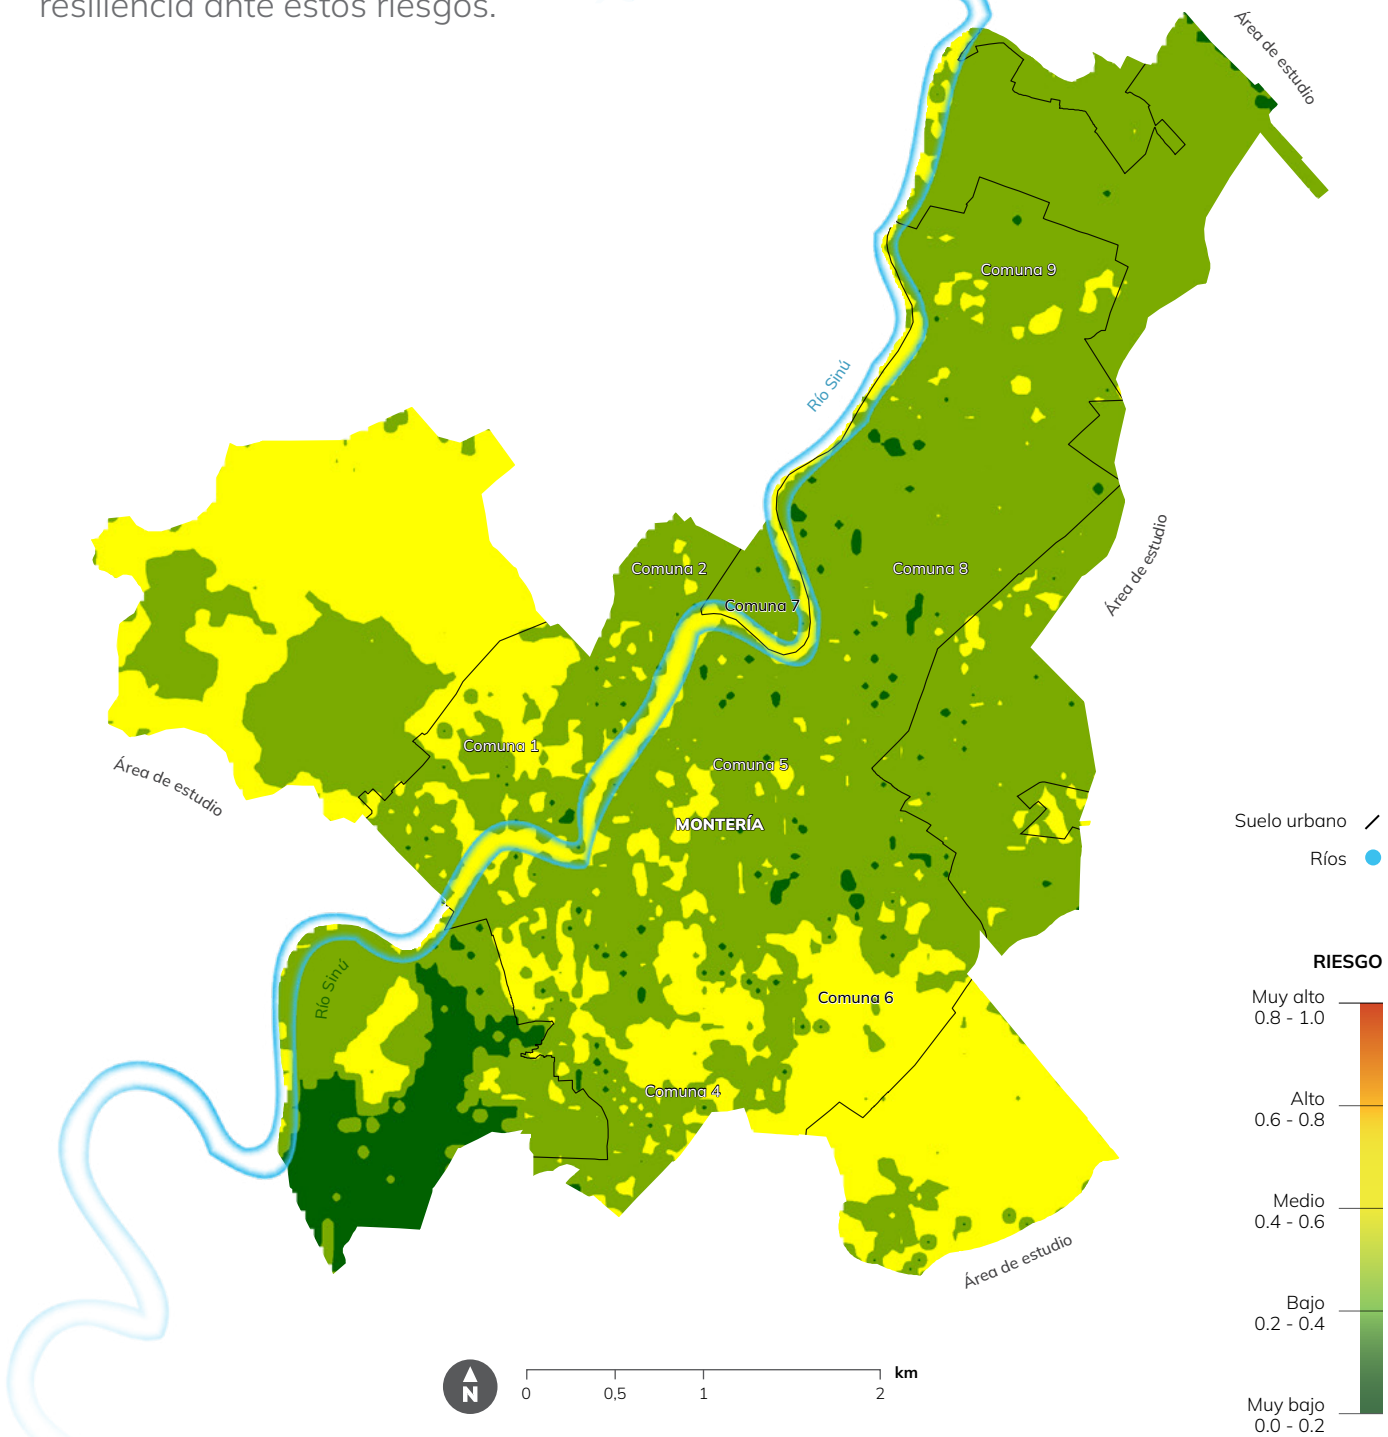 resiliencia ante estos riesgos.
Área de estudio
Comuna 9
Río Sinú
Área de estudio
Comuna 2
Comuna 8
Comuna 7
Comuna 1
Comuna 5
Área de estudio
MONTERÍA
Suelo urbano
Ríos
Río Sinú
Comuna 6
Comuna 4
Área de estudio
RIESGO
Muy alto
0.8 - 1.0
Alto
0.6 - 0.8
Medio
0.4 - 0.6
Bajo
0.2 - 0.4
Muy bajo
0.0 - 0.2
N
km
0 0,5 1 2